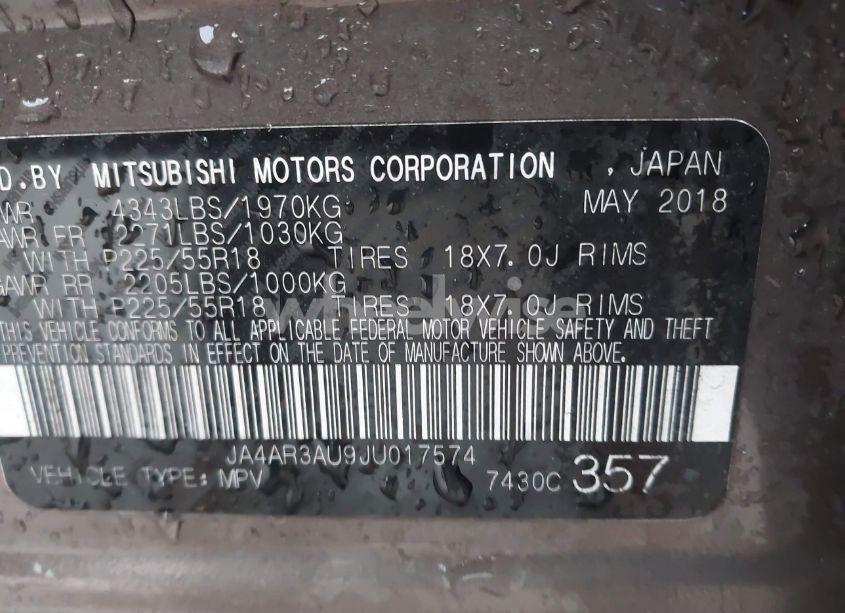 D.BY MITSUBISHI MOTORS CORPORATION , JAPAN
WR 4343LBS/1970KG MAY 2018
AWR FR 2271LBS/1030KG
WITH P225/55R18 TIRES 18X7.0J RIMS
GAWR RR 2205LBS/1000KG
WITH P225/55R18 TIRES 18X7.0J RIMS
THIS VEHICLE CONFORMS TO ALL APPLICABLE FEDERAL MOTOR VEHICLE SAFETY AND THEFT
PREVENTION STANDARDS IN EFFECT ON THE DATE OF MANUFACTURE SHOWN ABOVE.
JA4AR3AU9JU017574
VEHICLE TYPE: MPV 7430C 357